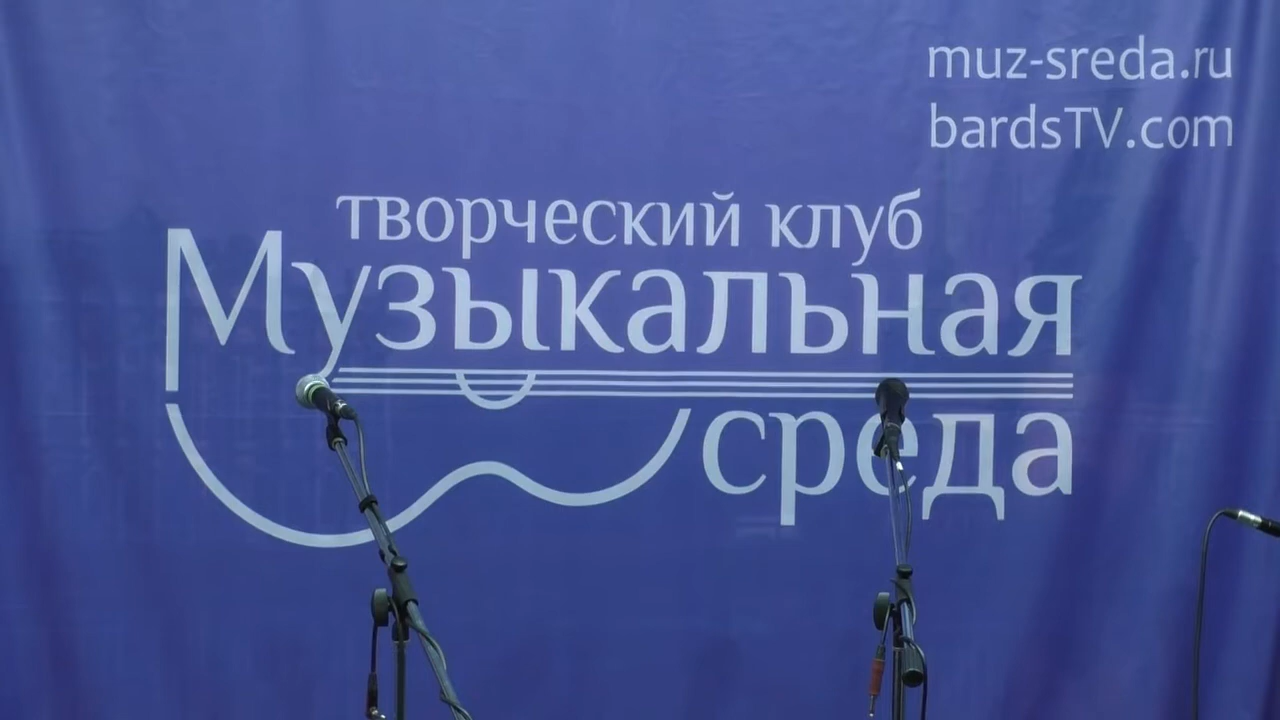 muz-sreda.ru
bardsTV.com
творческий клуб
Музыкальная
среда